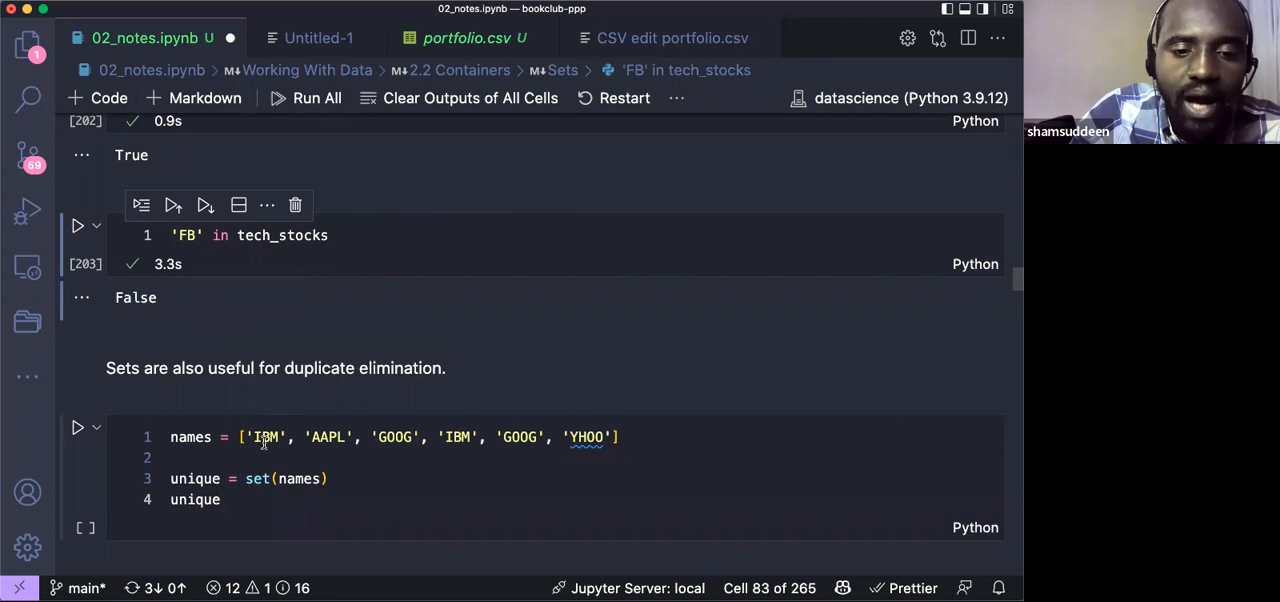 02_notes.ipynb — bookclub-ppp
02_notes.ipynb U
Untitled-1
portfolio.csv U
CSV edit portfolio.csv
02_notes.ipynb > M↓Working With Data > M↓2.2 Containers > M↓Sets > 'FB' in tech_stocks
+ Code + Markdown Run All Clear Outputs of All Cells Restart ... datascience (Python 3.9.12)
[202] ✓ 0.9s Python
... True
1 'FB' in tech_stocks
[203] ✓ 3.3s Python
... False
Sets are also useful for duplicate elimination.
1 names = ['IBM', 'AAPL', 'GOOG', 'IBM', 'GOOG', 'YHOO']
2
3 unique = set(names)
4 unique
[ ] Python
1
59
main* 3↓ 0↑ 12 1 16 Jupyter Server: local Cell 83 of 265 Prettier
shamsuddeen